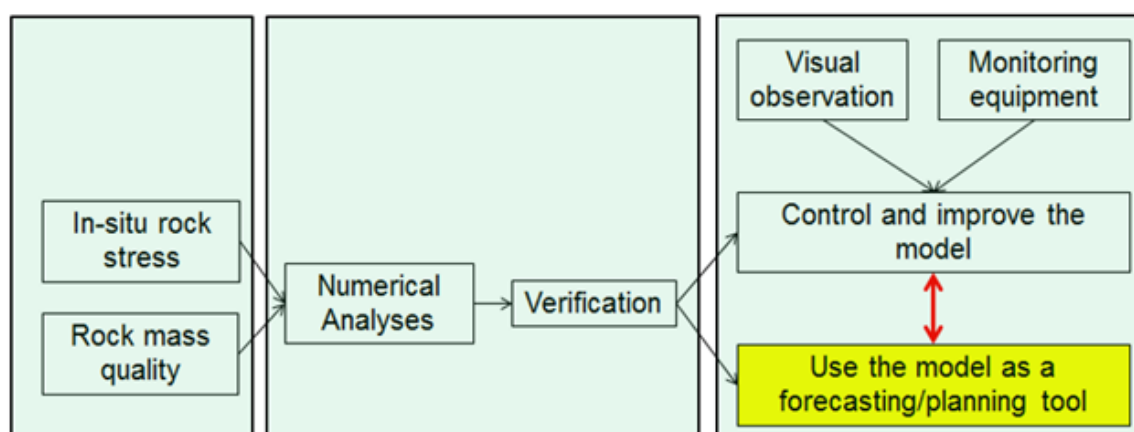 In-situ rock
stress
Rock mass
quality
Numerical
Analyses
Verification
Visual
observation
Monitoring
equipment
Control and improve the
model
Use the model as a
forecasting/planning tool